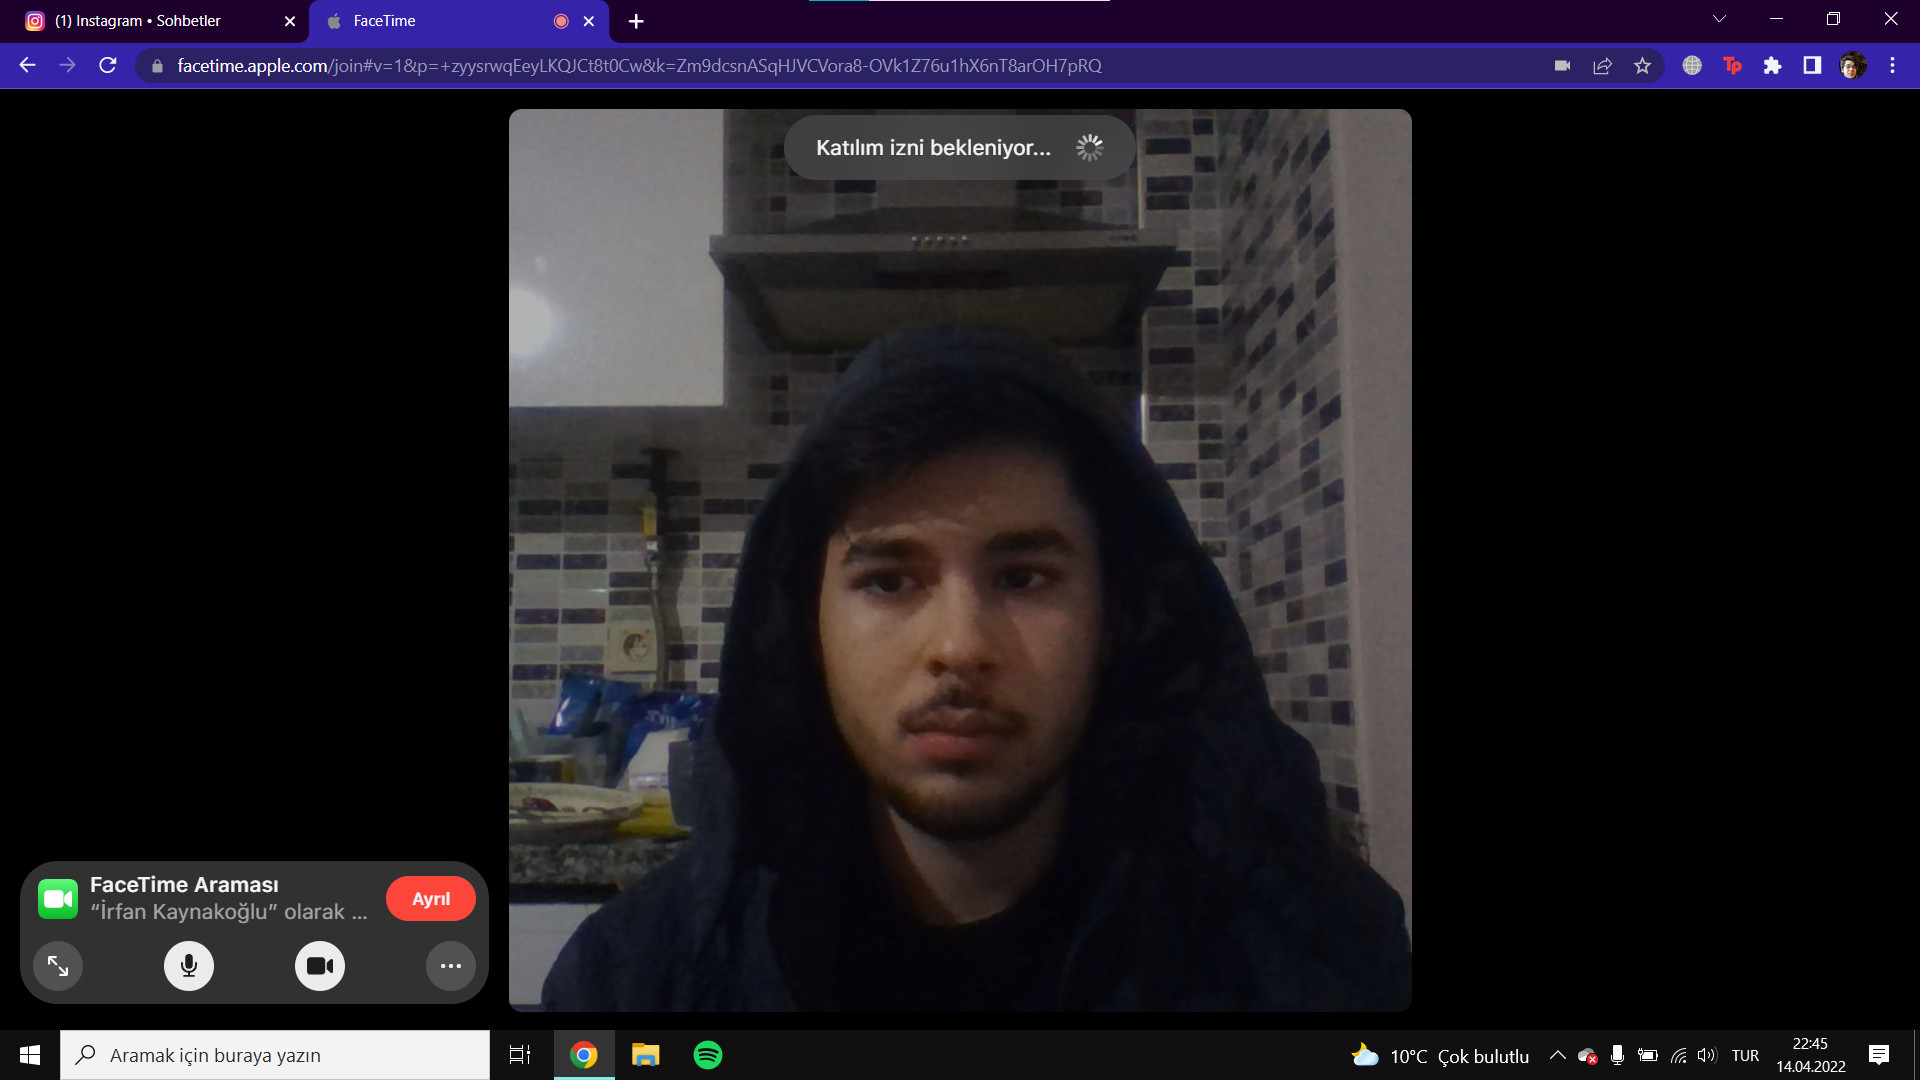 (1) Instagram • Sohbetler
FaceTime
facetime.apple.com/join#v=1&p=+zyysrwqEeyLKQJCt8t0Cw&k=Zm9dcsnASqHJVCVora8-OVk1Z76u1hX6nT8arOH7pRQ
Tp
Katılım izni bekleniyor...
FaceTime Araması
“İrfan Kaynakoğlu” olarak ...
Ayrıl
Aramak için buraya yazın
10°C Çok bulutlu
TUR
22:45
14.04.2022